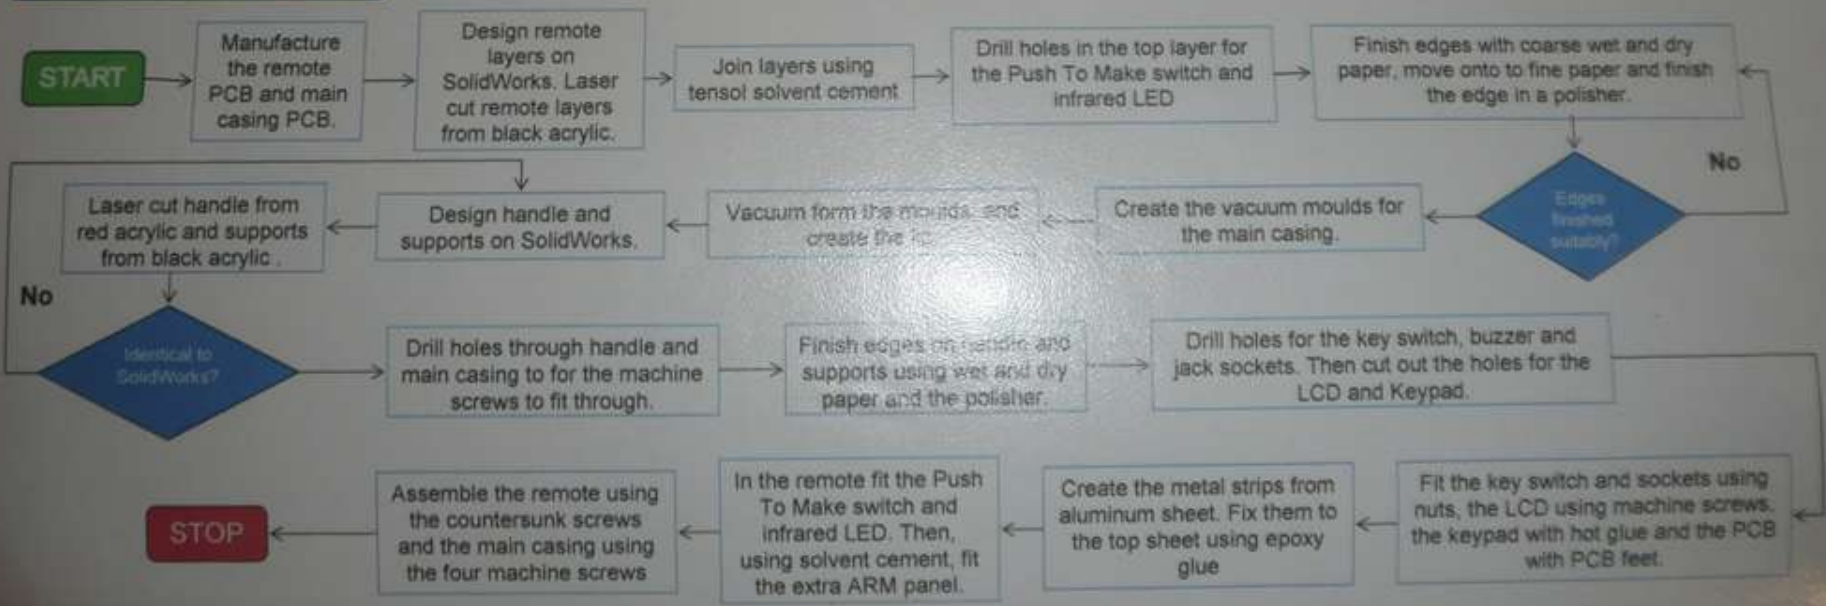 START
Manufacture
the remote
PCB and main
casing PCB.
Design remote
layers on
SolidWorks. Laser
cut remote layers
from black acrylic.
Join layers using
tensol solvent cement
Drill holes in the top layer for
the Push To Make switch and
infrared LED
Finish edges with coarse wet and dry
paper, move onto to fine paper and finish
the edge in a polisher.
No
Edges
finished
suitably?
Create the vacuum moulds for
the main casing.
Vacuum form the moulds, and
create the
Design handle and
supports on SolidWorks.
Laser cut handle from
red acrylic and supports
from black acrylic .
No
Identical to
SolidWorks?
Drill holes through handle and
main casing to for the machine
screws to fit through.
Finish edges on handle and
supports using wet and dry
paper and the polisher.
Drill holes for the key switch, buzzer and
jack sockets. Then cut out the holes for the
LCD and Keypad.
Fit the key switch and sockets using
nuts, the LCD using machine screws,
the keypad with hot glue and the PCB
with PCB feet.
Create the metal strips from
aluminum sheet. Fix them to
the top sheet using epoxy
glue
In the remote fit the Push
To Make switch and
infrared LED. Then,
using solvent cement, fit
the extra ARM panel.
Assemble the remote using
the countersunk screws
and the main casing using
the four machine screws
STOP